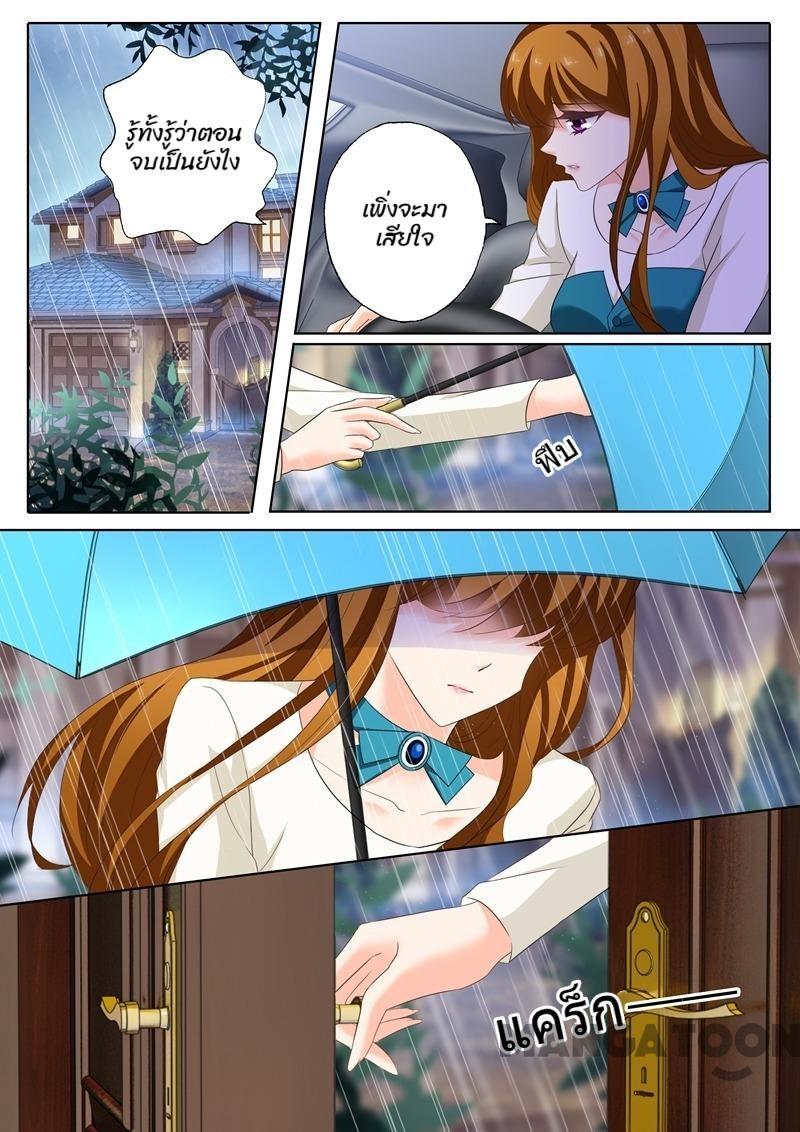 รู้ทั้งรู้ว่าตอน
จบเป็นยังไง
เพิ่งจะมา
เสียใจ
ฟึบ
แคร็ก——
MANGATOON